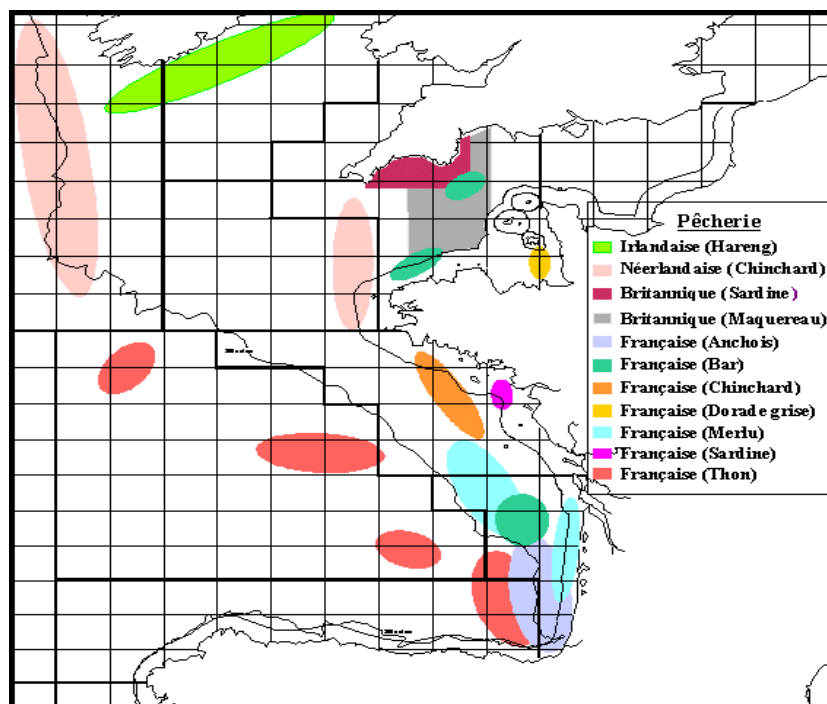 Pêcherie
Irlandaise (Hareng)
Néerlandaise (Chinchard)
Britannique (Sardine)
Britannique (Maquereau)
Française (Anchois)
Française (Bar)
Française (Chinchard)
Française (Dorade grise)
Française (Merlu)
Française (Sardine)
Française (Thon)